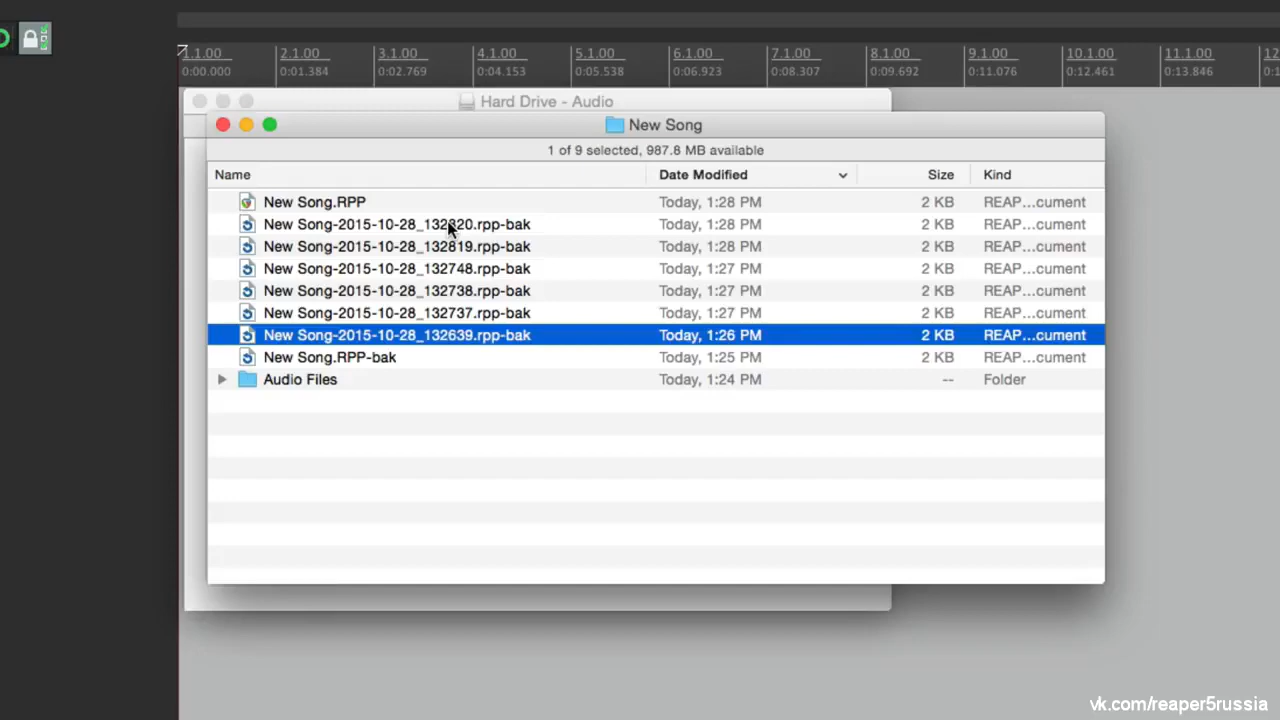 1.1.00 2.1.00 3.1.00 4.1.00 5.1.00 6.1.00 7.1.00 8.1.00 9.1.00 10.1.00 11.1.00
0:00.000 0:01.384 0:02.769 0:04.153 0:05.538 0:06.923 0:08.307 0:09.692 0:11.076 0:12.461 0:13.846
Hard Drive - Audio
New Song
1 of 9 selected, 987.8 MB available
Name Date Modified Size Kind
New Song.RPP Today, 1:28 PM 2 KB REAP...cument
New Song-2015-10-28_132820.rpp-bak Today, 1:28 PM 2 KB REAP...cument
New Song-2015-10-28_132819.rpp-bak Today, 1:28 PM 2 KB REAP...cument
New Song-2015-10-28_132748.rpp-bak Today, 1:27 PM 2 KB REAP...cument
New Song-2015-10-28_132738.rpp-bak Today, 1:27 PM 2 KB REAP...cument
New Song-2015-10-28_132737.rpp-bak Today, 1:27 PM 2 KB REAP...cument
New Song-2015-10-28_132639.rpp-bak Today, 1:26 PM 2 KB REAP...cument
New Song.RPP-bak Today, 1:25 PM 2 KB REAP...cument
Audio Files Today, 1:24 PM -- Folder
vk.com/reaper5russia